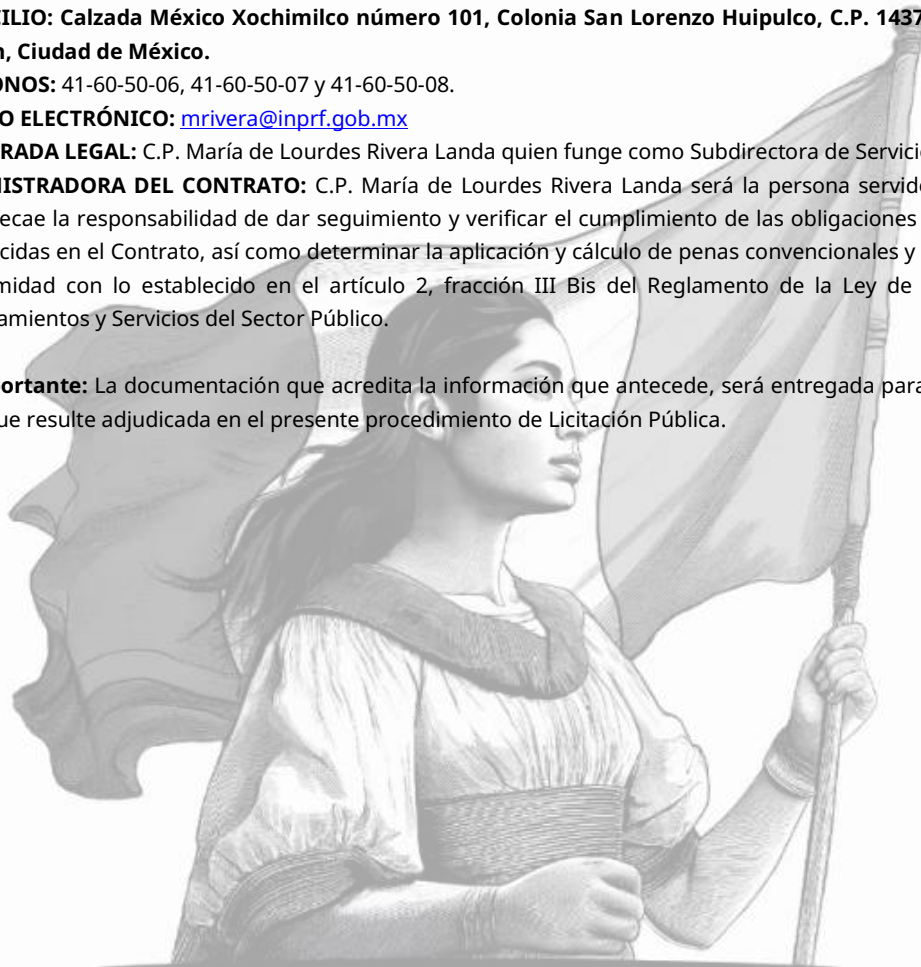 CILIO: Calzada México Xochimilco número 101, Colonia San Lorenzo Huipulco, C.P. 1437
n, Ciudad de México.
ONOS: 41-60-50-06, 41-60-50-07 y 41-60-50-08.
O ELECTRÓNICO: mrivera@inprf.gob.mx
RADA LEGAL: C.P. María de Lourdes Rivera Landa quien funge como Subdirectora de Servici
IISTRADORA DEL CONTRATO: C.P. María de Lourdes Rivera Landa será la persona servid
ecae la responsabilidad de dar seguimiento y verificar el cumplimiento de las obligaciones
cidas en el Contrato, así como determinar la aplicación y cálculo de penas convencionales y
midad con lo establecido en el artículo 2, fracción III Bis del Reglamento de la Ley de
amientos y Servicios del Sector Público.
ortante: La documentación que acredita la información que antecede, será entregada para
ue resulte adjudicada en el presente procedimiento de Licitación Pública.